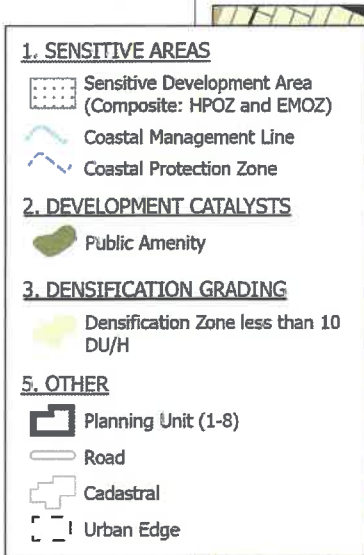 1. SENSITIVE AREAS
Sensitive Development Area
(Composite: HPOZ and EMOZ)
Coastal Management Line
Coastal Protection Zone
2. DEVELOPMENT CATALYSTS
Public Amenity
3. DENSIFICATION GRADING
Densification Zone less than 10
DU/H
5. OTHER
Planning Unit (1-8)
Road
Cadastral
Urban Edge